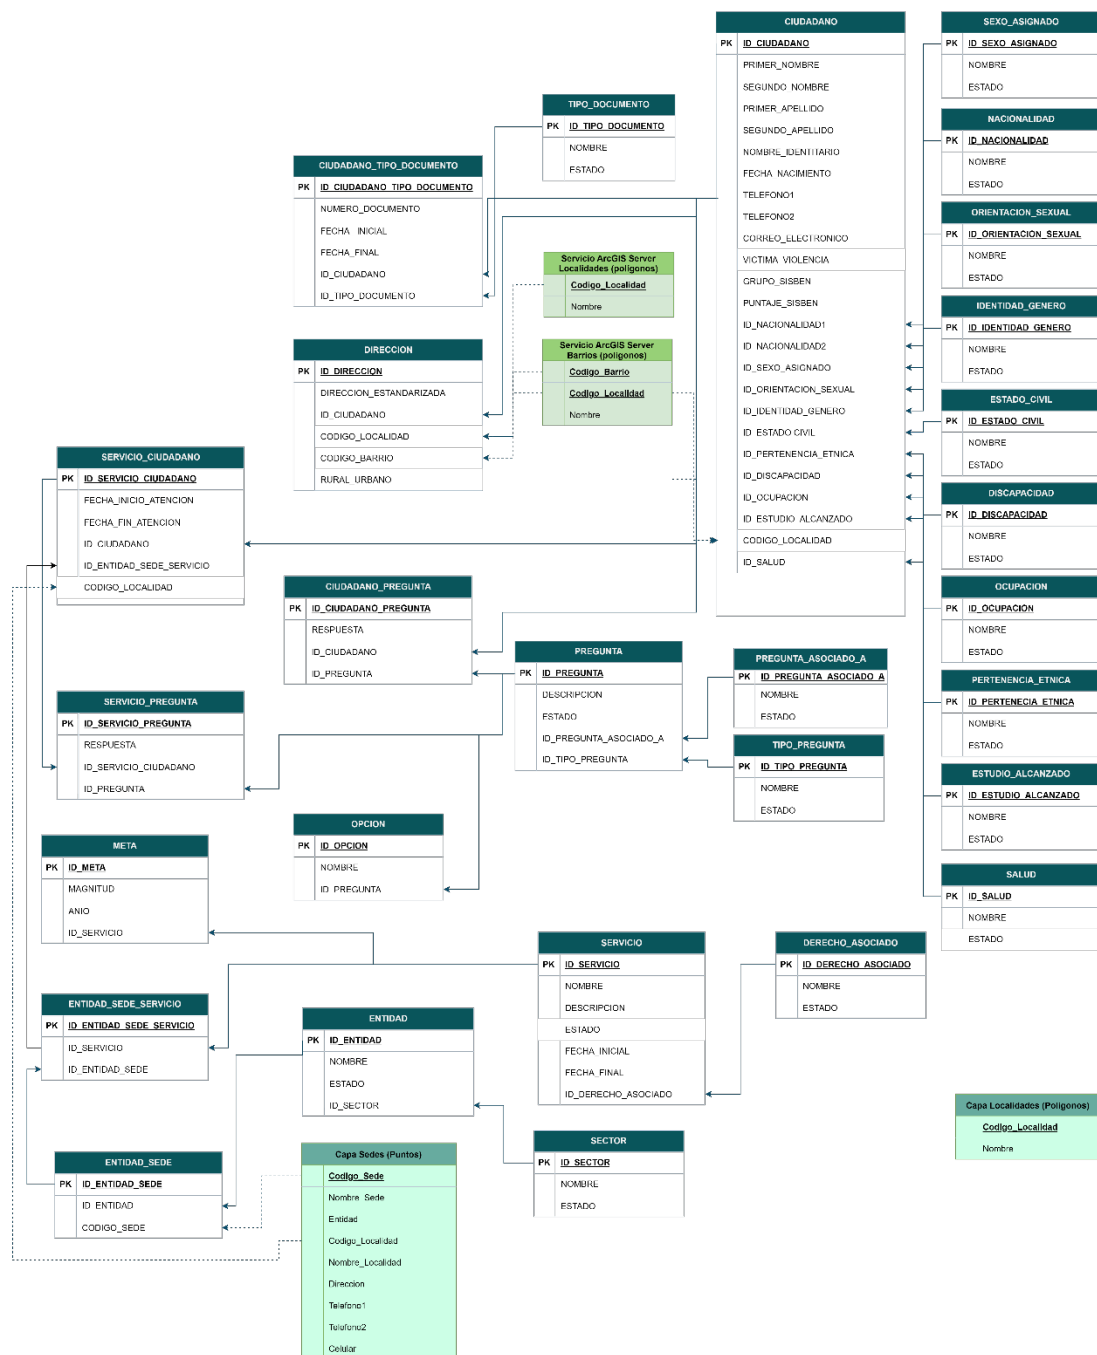 CIUDADANO
PK ID_CIUDADANO
PRIMER_NOMBRE
SEGUNDO_NOMBRE
PRIMER_APELLIDO
SEGUNDO_APELLIDO
NOMBRE_IDENTITARIO
FECHA_NACIMIENTO
TELEFONO1
TELEFONO2
CORREO_ELECTRONICO
VICTIMA_VIOLENCIA
GRUPO_SISBEN
PUNTAJE_SISBEN
ID_NACIONALIDAD1
ID_NACIONALIDAD2
ID_SEXO_ASIGNADO
ID_ORIENTACION_SEXUAL
ID_IDENTIDAD_GENERO
ID_ESTADO CIVIL
ID_PERTENENCIA_ETNICA
ID_DISCAPACIDAD
ID_OCUPACION
ID_ESTUDIO_ALCANZADO
CODIGO_LOCALIDAD
ID_SALUD
SEXO_ASIGNADO
PK ID_SEXO_ASIGNADO
NOMBRE
ESTADO
NACIONALIDAD
PK ID_NACIONALIDAD
NOMBRE
ESTADO
ORIENTACION_SEXUAL
PK ID_ORIENTACION_SEXUAL
NOMBRE
ESTADO
IDENTIDAD_GENERO
PK ID_IDENTIDAD_GENERO
NOMBRE
ESTADO
ESTADO_CIVIL
PK ID_ESTADO_CIVIL
NOMBRE
ESTADO
DISCAPACIDAD
PK ID_DISCAPACIDAD
NOMBRE
ESTADO
OCUPACION
PK ID_OCUPACION
NOMBRE
ESTADO
PERTENENCIA_ETNICA
PK ID_PERTENECIA_ETNICA
NOMBRE
ESTADO
ESTUDIO_ALCANZADO
PK ID_ESTUDIO_ALCANZADO
NOMBRE
ESTADO
SALUD
PK ID_SALUD
NOMBRE
ESTADO
TIPO_DOCUMENTO
PK ID_TIPO_DOCUMENTO
NOMBRE
ESTADO
CIUDADANO_TIPO_DOCUMENTO
PK ID_CIUDADANO_TIPO_DOCUMENTO
NUMERO_DOCUMENTO
FECHA_INICIAL
FECHA_FINAL
ID_CIUDADANO
ID_TIPO_DOCUMENTO
Servicio ArcGIS Server
Localidades (polígonos)
Codigo_Localidad
Nombre
Servicio ArcGIS Server
Barrios (poligonos)
Codigo_Barrio
Codigo_Localidad
Nombre
DIRECCION
PK ID_DIRECCION
DIRECCION_ESTANDARIZADA
ID_CIUDADANO
CODIGO_LOCALIDAD
CODIGO_BARRIO
RURAL_URBANO
SERVICIO_CIUDADANO
PK ID_SERVICIO_CIUDADANO
FECHA_INICIO_ATENCION
FECHA_FIN_ATENCION
ID_CIUDADANO
ID_ENTIDAD_SEDE_SERVICIO
CODIGO_LOCALIDAD
CIUDADANO_PREGUNTA
PK ID_CIUDADANO_PREGUNTA
RESPUESTA
ID_CIUDADANO
ID_PREGUNTA
PREGUNTA
PK ID_PREGUNTA
DESCRIPCION
ESTADO
ID_PREGUNTA_ASOCIADO_A
ID_TIPO_PREGUNTA
PREGUNTA_ASOCIADO_A
PK ID_PREGUNTA_ASOCIADO_A
NOMBRE
ESTADO
TIPO_PREGUNTA
PK ID_TIPO_PREGUNTA
NOMBRE
ESTADO
SERVICIO_PREGUNTA
PK ID_SERVICIO_PREGUNTA
RESPUESTA
ID_SERVICIO_CIUDADANO
ID_PREGUNTA
OPCION
PK ID_OPCION
NOMBRE
ID_PREGUNTA
META
PK ID_META
MAGNITUD
ANIO
ID_SERVICIO
SERVICIO
PK ID_SERVICIO
NOMBRE
DESCRIPCION
ESTADO
FECHA_INICIAL
FECHA_FINAL
ID_DERECHO_ASOCIADO
DERECHO_ASOCIADO
PK ID_DERECHO_ASOCIADO
NOMBRE
ESTADO
ENTIDAD_SEDE_SERVICIO
PK ID_ENTIDAD_SEDE_SERVICIO
ID_SERVICIO
ID_ENTIDAD_SEDE
ENTIDAD
PK ID_ENTIDAD
NOMBRE
ESTADO
ID_SECTOR
SECTOR
PK ID_SECTOR
NOMBRE
ESTADO
ENTIDAD_SEDE
PK ID_ENTIDAD_SEDE
ID_ENTIDAD
CODIGO_SEDE
Capa Sedes (Puntos)
Codigo_Sede
Nombre_Sede
Entidad
Codigo_Localidad
Nombre_Localidad
Direccion
Telefono1
Telefono2
Celular
Capa Localidades (Poligonos)
Codigo_Localidad
Nombre